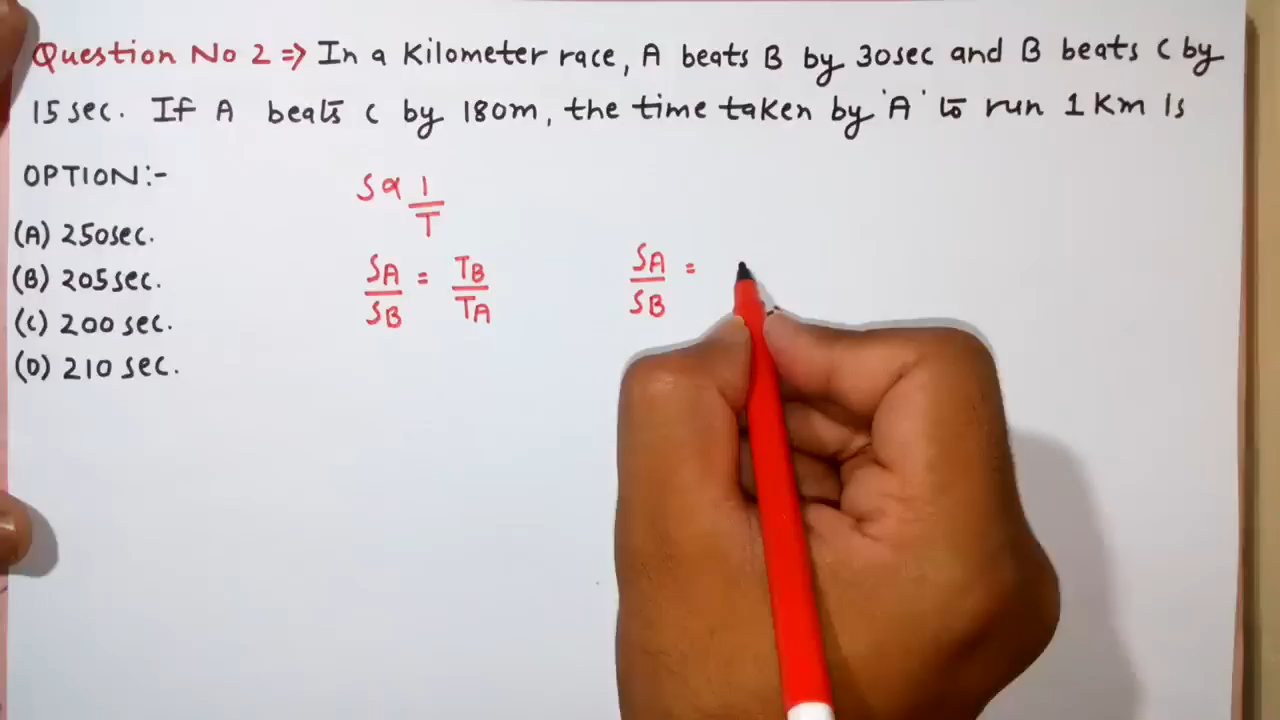 Question No 2 => In a Kilometer race, A beats B by 30sec and B beats C by
15 sec. If A beats C by 180m, the time taken by 'A' to run 1 Km is
OPTION:-
(A) 250sec.
(B) 205 sec.
(C) 200 sec.
(D) 210 sec.
S ∝ 1/T
SA/SB = TB/TA
SA/SB =